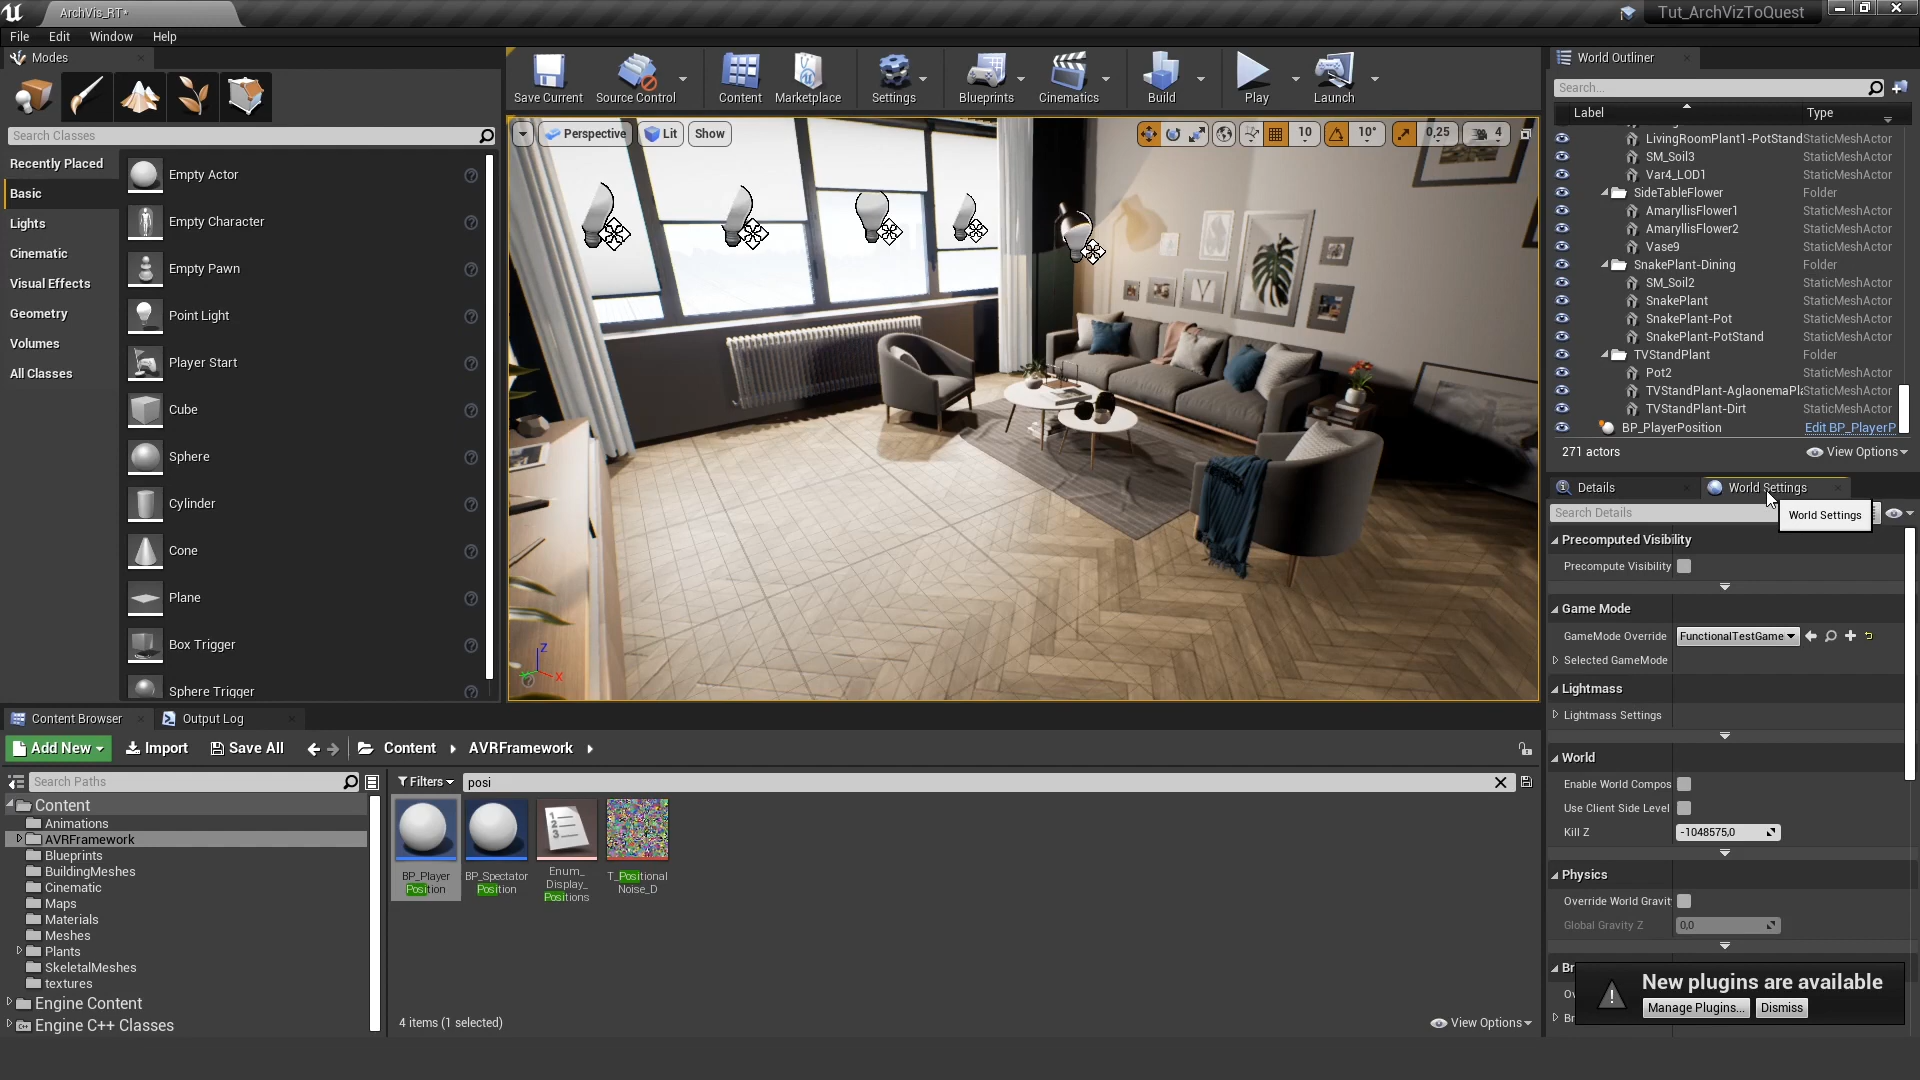 ArchVis_RT*
Tut_ArchVizToQuest
File Edit Window Help
Modes
Search Classes
Recently Placed
Basic
Lights
Cinematic
Visual Effects
Geometry
Volumes
All Classes
Empty Actor
Empty Character
Empty Pawn
Point Light
Player Start
Cube
Sphere
Cylinder
Cone
Plane
Box Trigger
Sphere Trigger
Save Current
Source Control
Content
Marketplace
Settings
Blueprints
Cinematics
Build
Play
Launch
Perspective
Lit
Show
10
10°
0,25
4
Z
X
World Outliner
Search...
Label Type
LivingRoomPlant1-PotStand StaticMeshActor
SM_Soil3 StaticMeshActor
Var4_LOD1 StaticMeshActor
SideTableFlower Folder
AmaryllisFlower1 StaticMeshActor
AmaryllisFlower2 StaticMeshActor
Vase9 StaticMeshActor
SnakePlant-Dining Folder
SM_Soil2 StaticMeshActor
SnakePlant StaticMeshActor
SnakePlant-Pot StaticMeshActor
SnakePlant-PotStand StaticMeshActor
TVStandPlant Folder
Pot2 StaticMeshActor
TVStandPlant-AglaonemaPla StaticMeshActor
TVStandPlant-Dirt StaticMeshActor
BP_PlayerPosition Edit BP_PlayerP
271 actors
View Options
Details
World Settings
Search Details
World Settings
Precomputed Visibility
Precompute Visibility
Game Mode
GameMode Override FunctionalTestGame
Selected GameMode
Lightmass
Lightmass Settings
World
Enable World Compos
Use Client Side Level
Kill Z -1048575,0
Physics
Override World Gravit
Global Gravity Z 0,0
Br
Ov
Br
New plugins are available
Manage Plugins... Dismiss
Content Browser
Output Log
Add New
Import
Save All
Content
AVRFramework
Search Paths
Filters
posi
Content
Animations
AVRFramework
Blueprints
BuildingMeshes
Cinematic
Maps
Materials
Meshes
Plants
SkeletalMeshes
textures
Engine Content
Engine C++ Classes
BP_Player
Position
BP_Spectator
Position
Enum_
Display_
Positions
T_Positional
Noise_D
4 items (1 selected)
View Options